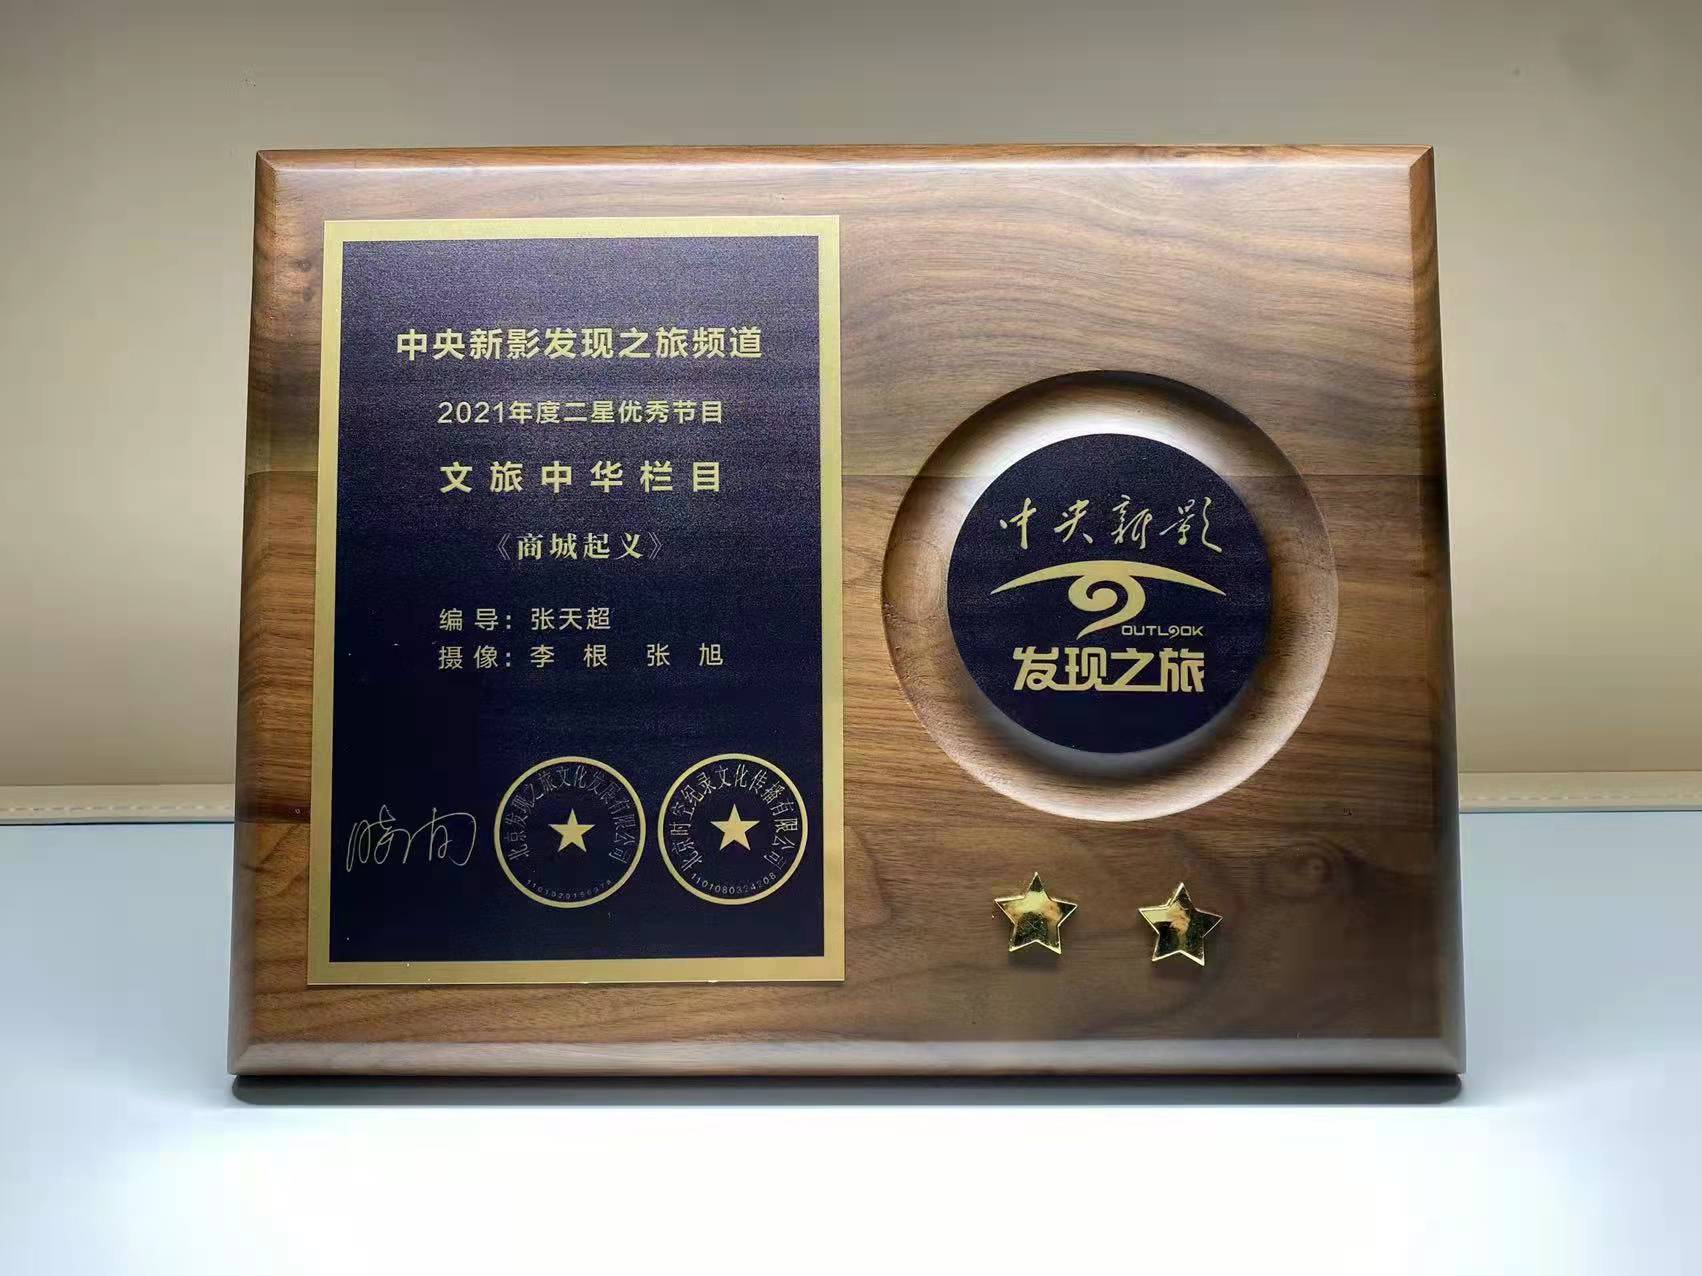 中央新影发现之旅频道
2021年度二星优秀节目
文旅中华栏目
《商城起义》
编导：张天超
摄像：李根 张旭
北京发现之旅文化发展有限公司
北京时空纪录文化传播有限公司
1101080324208
中央新影
OUTLOOK
发现之旅